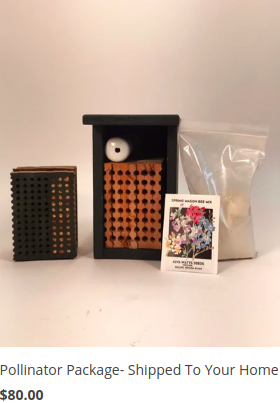 SPRING MASON BEE MIX
Pollinator Package- Shipped To Your Home
$80.00